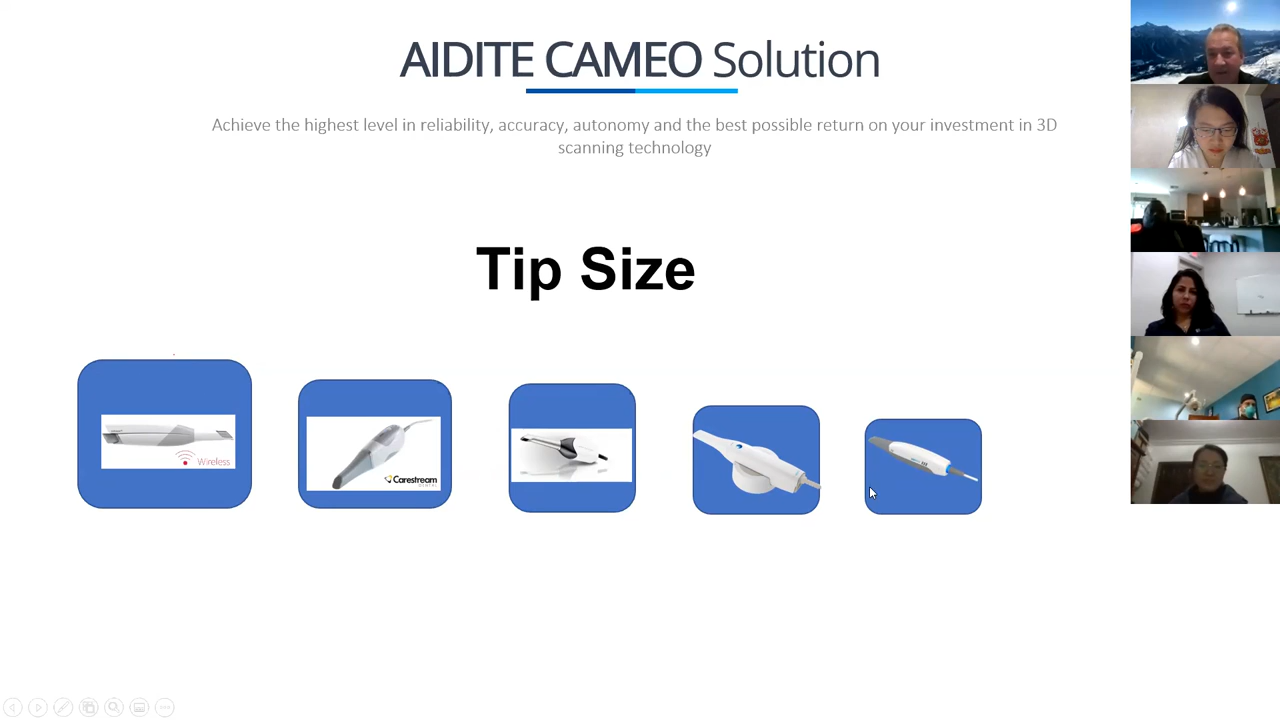 AIDITE CAMEO Solution
Achieve the highest level in reliability, accuracy, autonomy and the best possible return on your investment in 3D
scanning technology
Tip Size
Wireless
Carestream
DENTAL